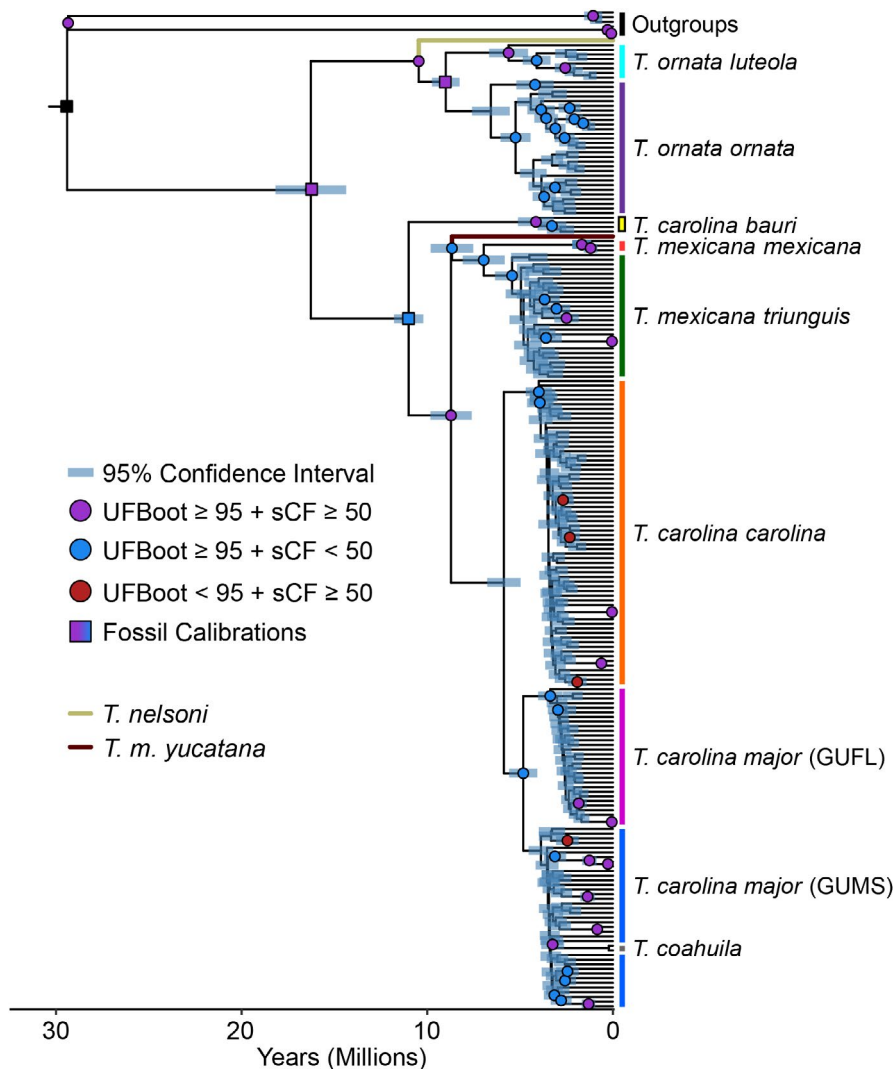 Outgroups
T. ornata luteola
T. ornata ornata
T. carolina bauri
T. mexicana mexicana
T. mexicana triunguis
95% Confidence Interval
UFBoot ≥ 95 + sCF ≥ 50
UFBoot ≥ 95 + sCF < 50
UFBoot < 95 + sCF ≥ 50
Fossil Calibrations
T. nelsoni
T. m. yucatana
T. carolina carolina
T. carolina major (GUFL)
T. carolina major (GUMS)
T. coahuila
30 20 10 0
Years (Millions)